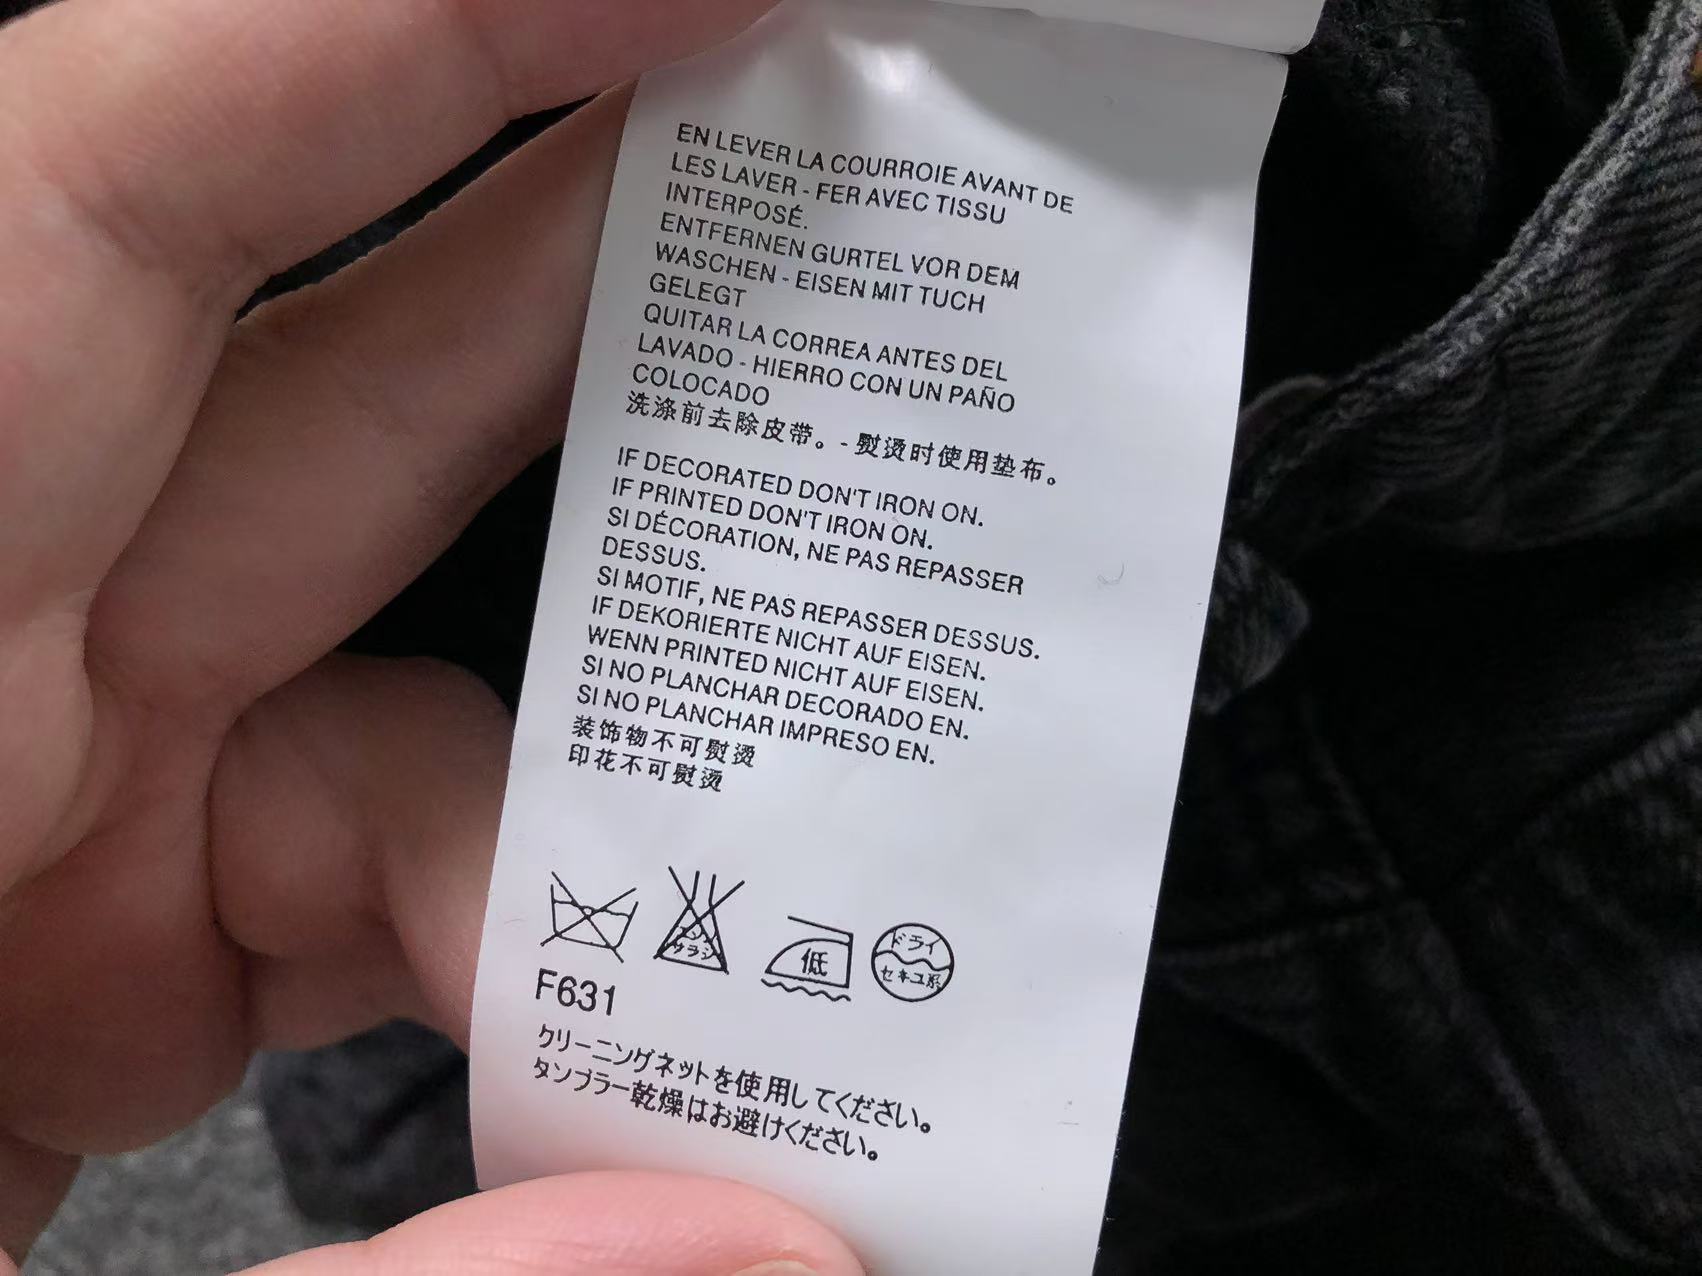 EN LEVER LA COURROIE AVANT DE
LES LAVER - FER AVEC TISSU
INTERPOSÉ.
ENTFERNEN GURTEL VOR DEM
WASCHEN - EISEN MIT TUCH
GELEGT
QUITAR LA CORREA ANTES DEL
LAVADO - HIERRO CON UN PAÑO
COLOCADO
洗涤前去除皮带。- 熨烫时使用垫布。
IF DECORATED DON'T IRON ON.
IF PRINTED DON'T IRON ON.
SI DÉCORATION, NE PAS REPASSER
DESSUS.
SI MOTIF, NE PAS REPASSER DESSUS.
IF DEKORIERTE NICHT AUF EISEN.
WENN PRINTED NICHT AUF EISEN.
SI NO PLANCHAR DECORADO EN.
SI NO PLANCHAR IMPRESO EN.
装饰物不可熨烫
印花不可熨烫
サラシ
低
ドライ
セキユ系
F631
クリーニングネットを使用してください。
タンブラー乾燥はお避けください。